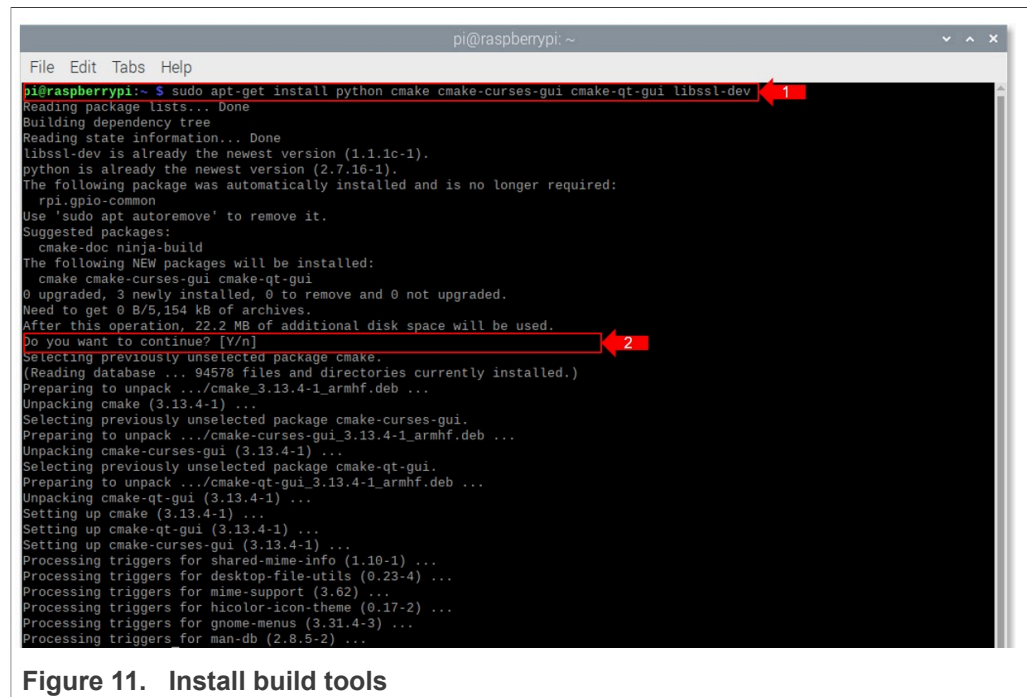 pi@raspberrypi: ~
File Edit Tabs Help
pi@raspberrypi:~ $ sudo apt-get install python cmake cmake-curses-gui cmake-qt-gui libssl-dev
1
Reading package lists... Done
Building dependency tree
Reading state information... Done
libssl-dev is already the newest version (1.1.1c-1).
python is already the newest version (2.7.16-1).
The following package was automatically installed and is no longer required:
rpi.gpio-common
Use 'sudo apt autoremove' to remove it.
Suggested packages:
cmake-doc ninja-build
The following NEW packages will be installed:
cmake cmake-curses-gui cmake-qt-gui
0 upgraded, 3 newly installed, 0 to remove and 0 not upgraded.
Need to get 0 B/5,154 kB of archives.
After this operation, 22.2 MB of additional disk space will be used.
Do you want to continue? [Y/n]
2
Selecting previously unselected package cmake.
(Reading database ... 94578 files and directories currently installed.)
Preparing to unpack .../cmake_3.13.4-1_armhf.deb ...
Unpacking cmake (3.13.4-1) ...
Selecting previously unselected package cmake-curses-gui.
Preparing to unpack .../cmake-curses-gui_3.13.4-1_armhf.deb ...
Unpacking cmake-curses-gui (3.13.4-1) ...
Selecting previously unselected package cmake-qt-gui.
Preparing to unpack .../cmake-qt-gui_3.13.4-1_armhf.deb ...
Unpacking cmake-qt-gui (3.13.4-1) ...
Setting up cmake (3.13.4-1) ...
Setting up cmake-qt-gui (3.13.4-1) ...
Setting up cmake-curses-gui (3.13.4-1) ...
Processing triggers for shared-mime-info (1.10-1) ...
Processing triggers for desktop-file-utils (0.23-4) ...
Processing triggers for mime-support (3.62) ...
Processing triggers for hicolor-icon-theme (0.17-2) ...
Processing triggers for gnome-menus (3.31.4-3) ...
Processing triggers for man-db (2.8.5-2) ...
Figure 11. Install build tools